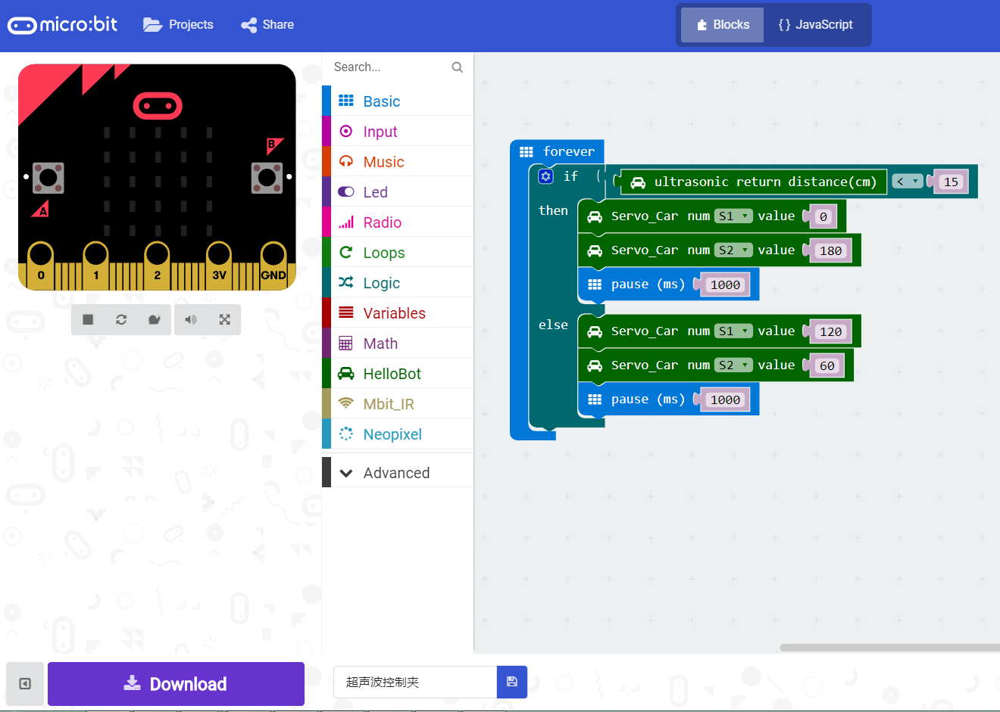 micro:bit Projects Share Blocks {} JavaScript
B
A
0 1 2 3V GND
Search...
Basic
Input
Music
Led
Radio
Loops
Logic
Variables
Math
HelloBot
Mbit_IR
Neopixel
Advanced
forever
if ultrasonic return distance(cm) < 15
then Servo_Car num S1 value 0
Servo_Car num S2 value 180
pause (ms) 1000
else Servo_Car num S1 value 120
Servo_Car num S2 value 60
pause (ms) 1000
Download 超声波控制夹